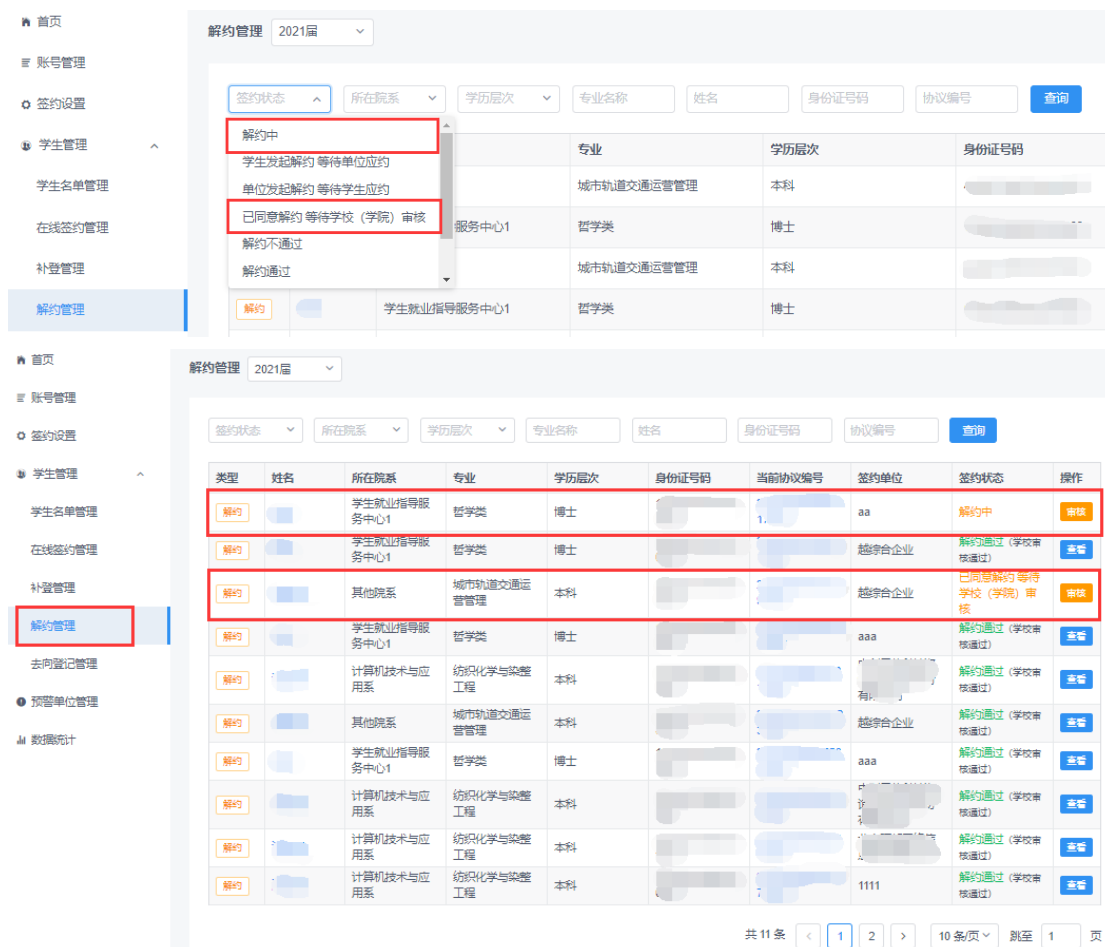 首页
账号管理
签约设置
学生管理
学生名单管理
在线签约管理
补登管理
解约管理
解约管理 2021届
签约状态 所在院系 学历层次 专业名称 姓名 身份证号码 协议编号 查询
解约中
学生发起解约 等待单位应约
单位发起解约 等待学生应约
已同意解约 等待学校（学院）审核
解约不通过
解约通过
专业 学历层次 身份证号码
城市轨道交通运营管理 本科
服务中心1 哲学类 博士
城市轨道交通运营管理 本科
解约 学生就业指导服务中心1 哲学类 博士
首页
账号管理
签约设置
学生管理
学生名单管理
在线签约管理
补登管理
解约管理
去向登记管理
预警单位管理
数据统计
解约管理 2021届
签约状态 所在院系 学历层次 专业名称 姓名 身份证号码 协议编号 查询
类型 姓名 所在院系 专业 学历层次 身份证号码 当前协议编号 签约单位 签约状态 操作
解约 学生就业指导服
务中心1 哲学类 博士 aa 解约中 审核
解约 学生就业指导服
务中心1 哲学类 博士 越综合企业 解约通过（学校审
核通过） 查看
解约 其他院系 城市轨道交通运
营管理 本科 越综合企业 已同意解约 等待
学校（学院）审
核 审核
解约 学生就业指导服
务中心1 哲学类 博士 aaa 解约通过（学校审
核通过） 查看
解约 计算机技术与应
用系 纺织化学与染整
工程 本科 解约通过（学校审
核通过） 查看
解约 其他院系 城市轨道交通运
营管理 本科 越综合企业 解约通过（学校审
核通过） 查看
解约 学生就业指导服
务中心1 哲学类 博士 aaa 解约通过（学校审
核通过） 查看
解约 计算机技术与应
用系 纺织化学与染整
工程 本科 解约通过（学校审
核通过） 查看
解约 计算机技术与应
用系 纺织化学与染整
工程 本科 解约通过（学校审
核通过） 查看
解约 计算机技术与应
用系 纺织化学与染整
工程 本科 1111 解约通过（学校审
核通过） 查看
共 11 条 < 1 2 > 10 条/页 跳至 1 页